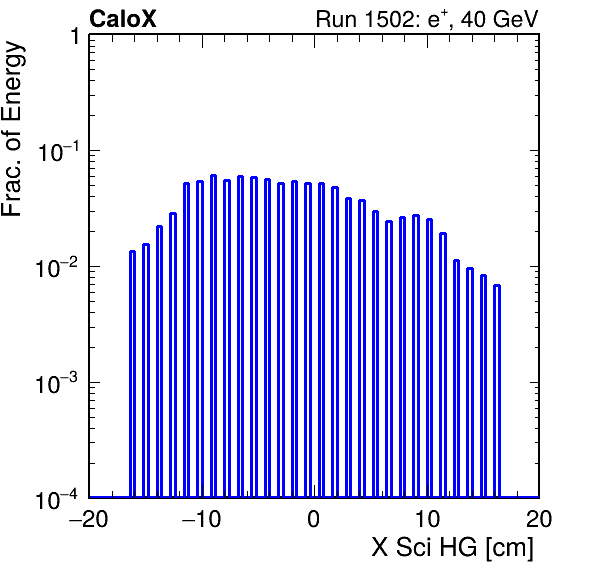 CaloX Run 1502: e⁺, 40 GeV
Frac. of Energy
1
10⁻¹
10⁻²
10⁻³
10⁻⁴
−20 −10 0 10 20
X Sci HG [cm]